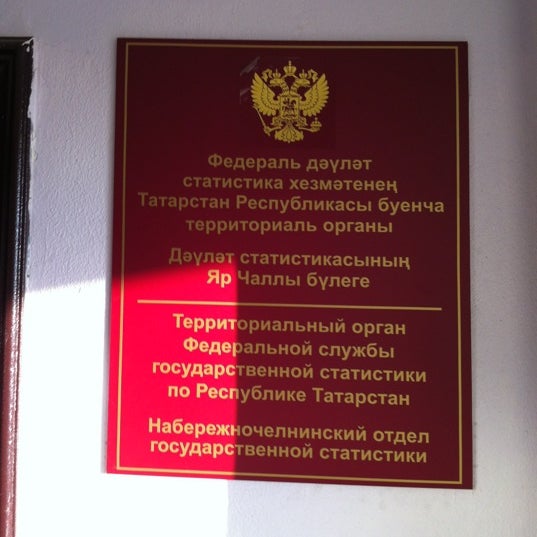 Федераль дәүләт
статистика хезмәтенең
Татарстан Республикасы буенча
территориаль органы
Дәүләт статистикасының
Яр Чаллы бүлеге
Территориальный орган
Федеральной службы
государственной статистики
по Республике Татарстан
Набережночелнинский отдел
государственной статистики